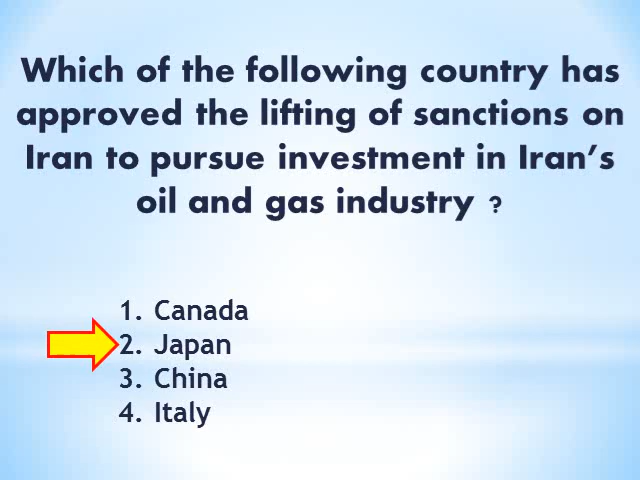 Which of the following country has
approved the lifting of sanctions on
Iran to pursue investment in Iran's
oil and gas industry ?
1. Canada
2. Japan
3. China
4. Italy